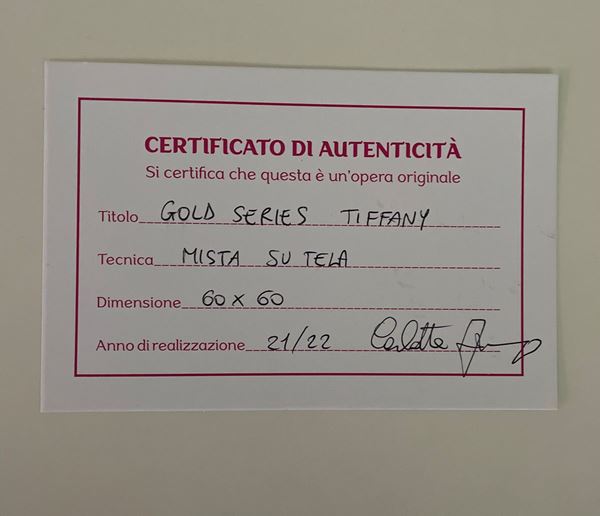 CERTIFICATO DI AUTENTICITÀ
Si certifica che questa è un'opera originale
Titolo GOLD SERIES TIFFANY
Tecnica MISTA SU TELA
Dimensione 60 x 60
Anno di realizzazione 21/22 Carlotta